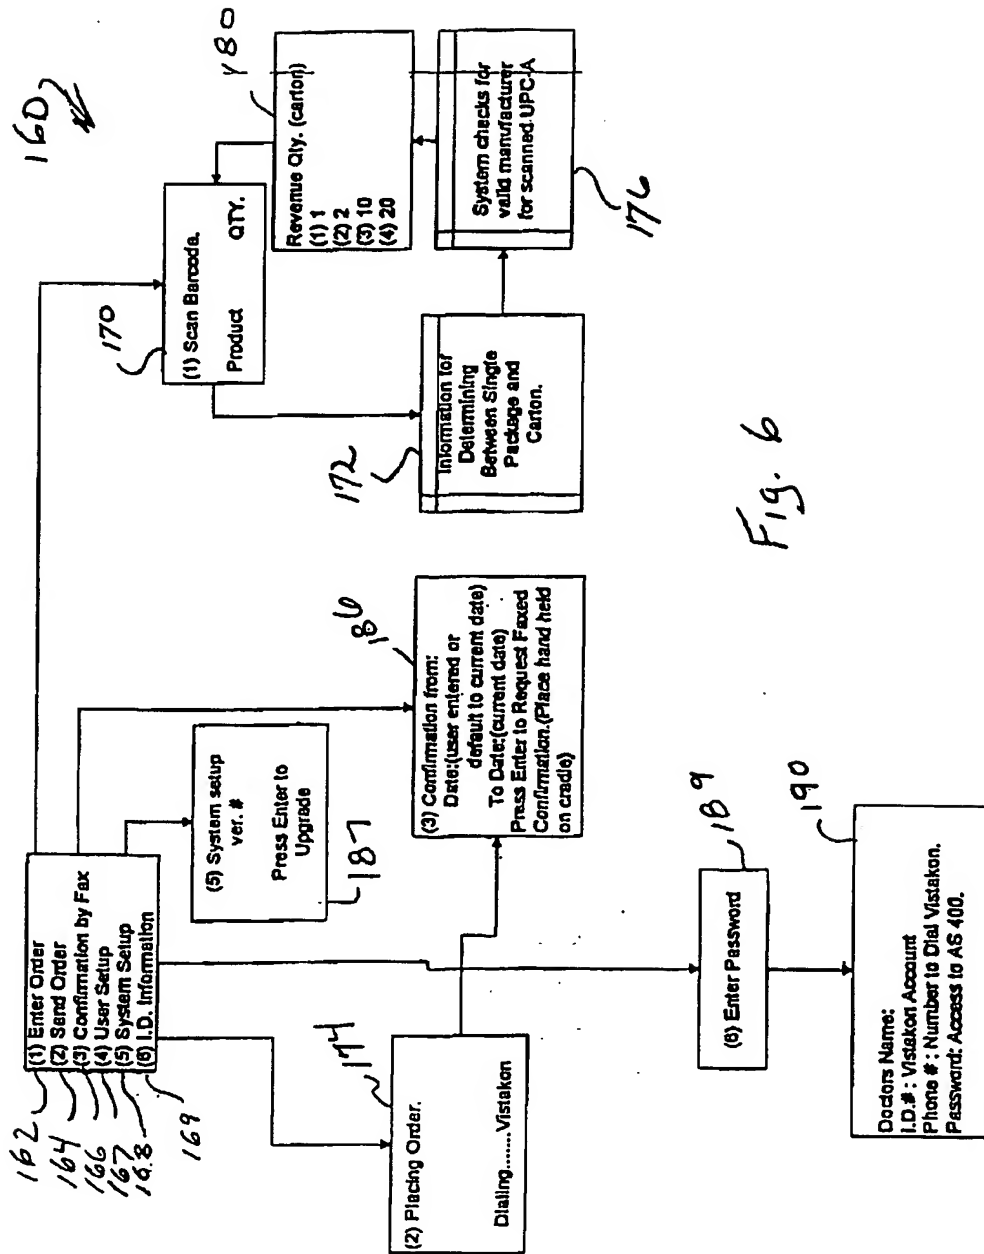 160
162
164
166
167
168
169
(1) Enter Order
(2) Send Order
(3) Confirmation by Fax
(4) User Setup
(5) System Setup
(6) I.D. Information
170
(1) Scan Barcode.
Product QTY.
180
Revenue Qty. (carton)
(1) 1
(2) 2
(3) 10
(4) 20
172
Information for
Determining
Between Single
Package and
Carton.
176
System checks for
valid manufacturer
for scanned UPC-A
187
(5) System setup
ver. #
Press Enter to
Upgrade
186
(3) Confirmation from:
Date:(user entered or
default to current date)
To Date:(current date)
Press Enter to Request Faxed
Confirmation.(Place hand held
on cradle)
174
(2) Placing Order.
Dialing........Vistakon
189
(6) Enter Password
190
Doctors Name:
I.D.# : Vistakon Account
Phone # : Number to Dial Vistakon.
Password: Access to AS 400.
Fig. 6